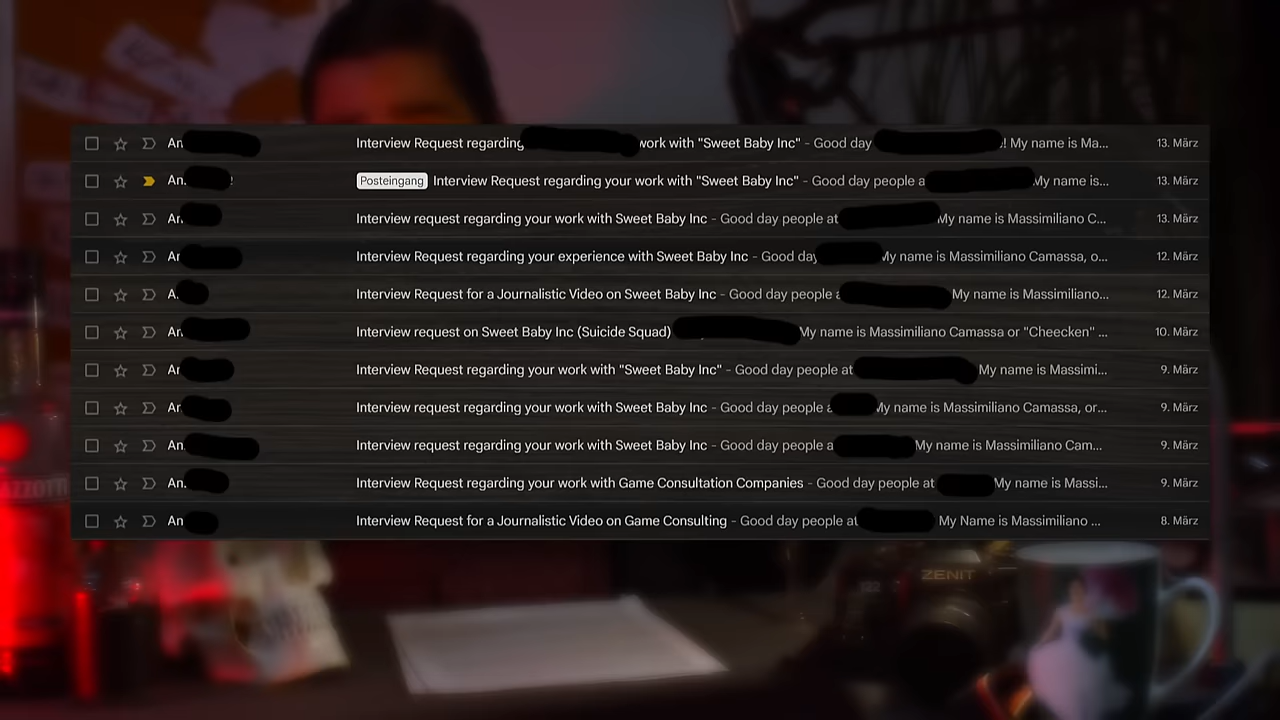 An Interview Request regarding work with "Sweet Baby Inc" - Good day ! My name is Ma... 13. März
An. Posteingang Interview Request regarding your work with "Sweet Baby Inc" - Good day people a My name is... 13. März
An Interview request regarding your work with Sweet Baby Inc - Good day people at My name is Massimiliano C... 13. März
An Interview Request regarding your experience with Sweet Baby Inc - Good day My name is Massimiliano Camassa, o... 12. März
A. Interview Request for a Journalistic Video on Sweet Baby Inc - Good day people My name is Massimiliano... 12. März
An Interview request on Sweet Baby Inc (Suicide Squad) My name is Massimiliano Camassa or "Cheecken" ... 10. März
An Interview Request regarding your work with "Sweet Baby Inc" - Good day people at My name is Massimi... 9. März
An Interview request regarding your work with Sweet Baby Inc - Good day people a My name is Massimiliano Camassa, or... 9. März
An Interview request regarding your work with Sweet Baby Inc - Good day people a My name is Massimiliano Cam... 9. März
An. Interview Request regarding your work with Game Consultation Companies - Good day people at My name is Massi... 9. März
An Interview Request for a Journalistic Video on Game Consulting - Good day people at My Name is Massimiliano ... 8. März
AZZOTTI
122
ZENIT